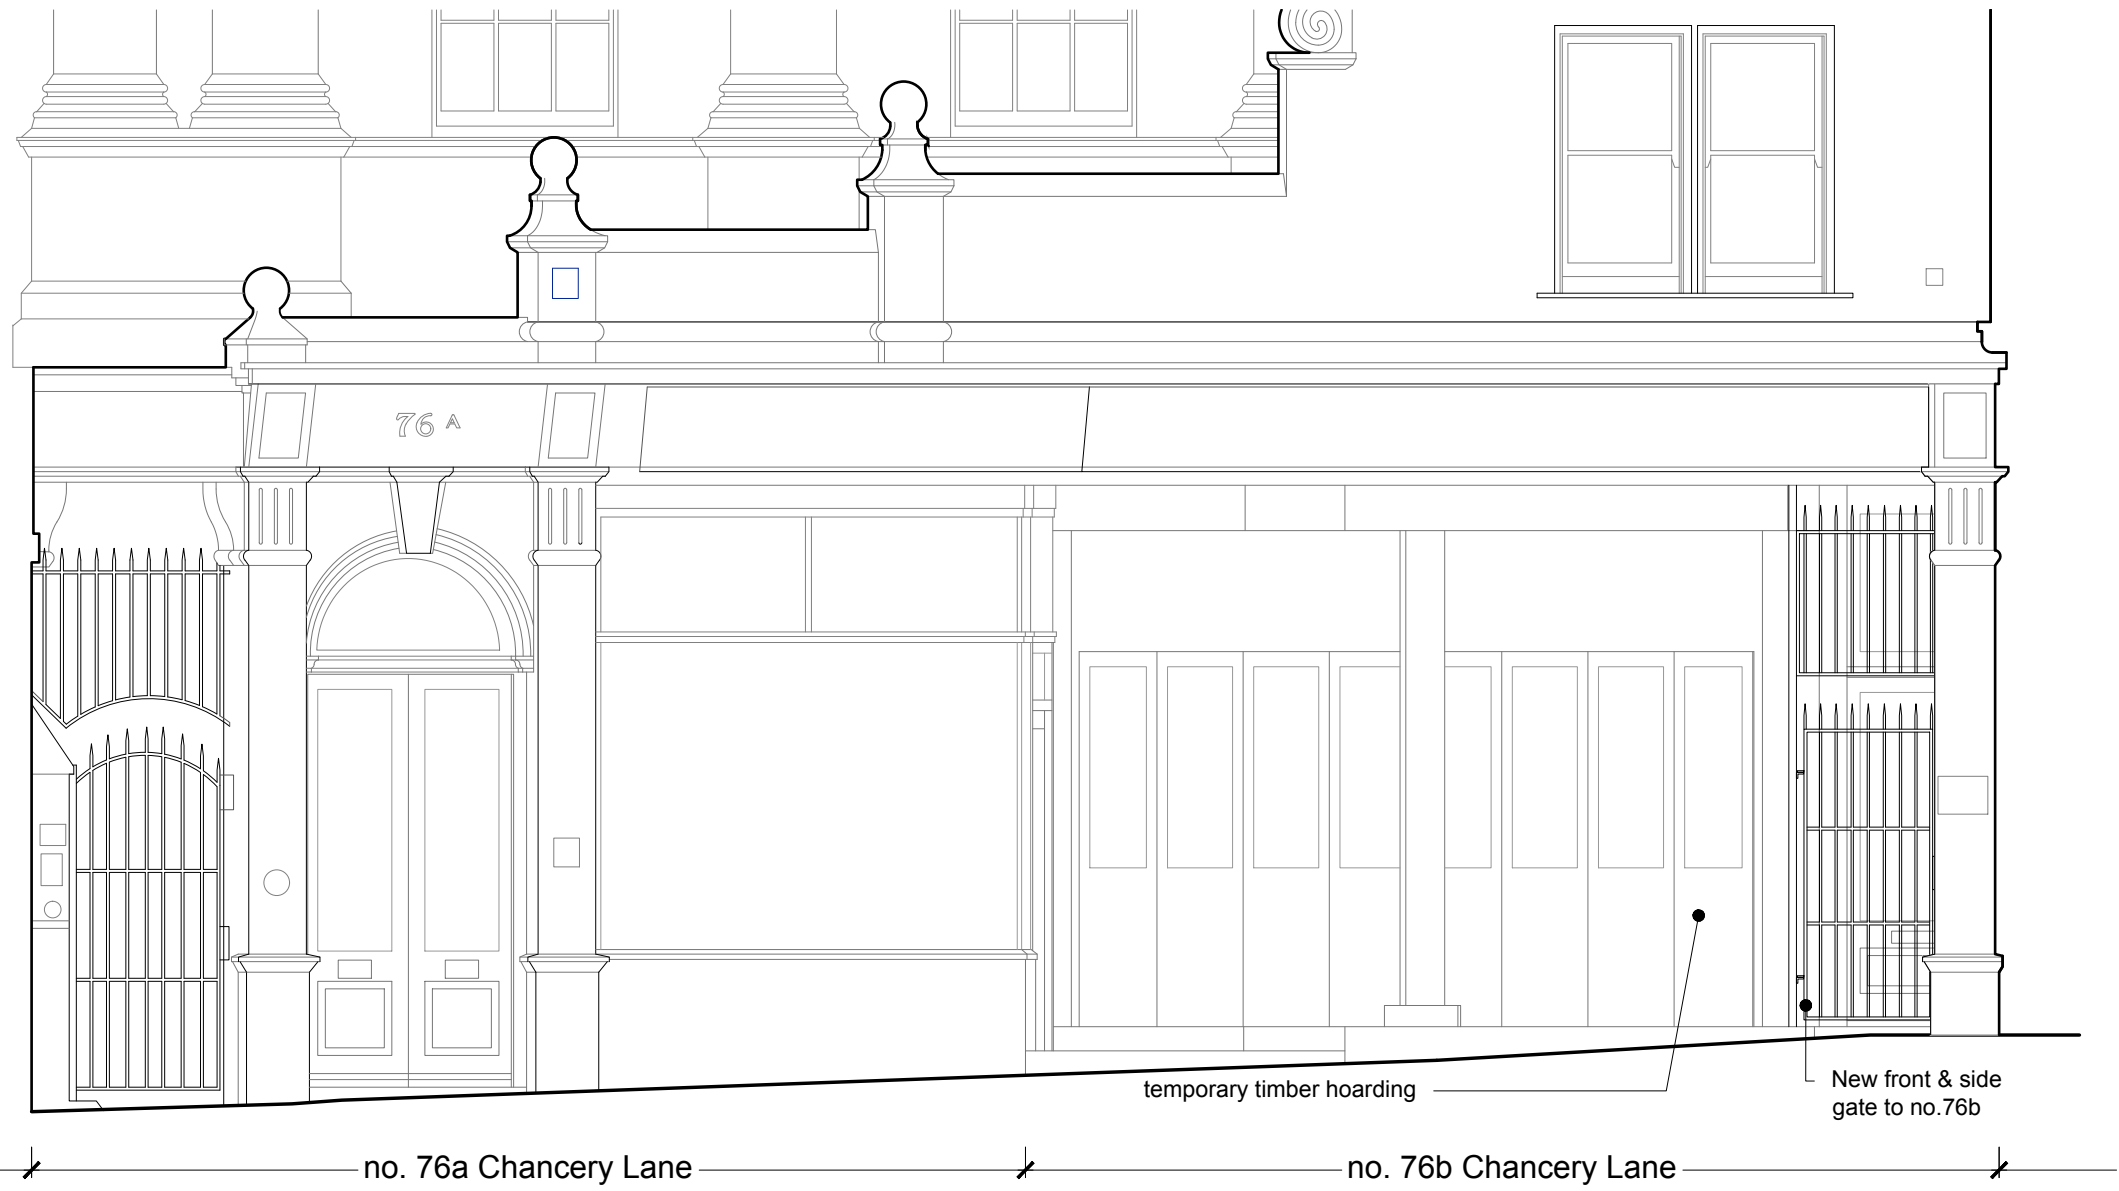 76 A
temporary timber hoarding
New front & side
gate to no.76b
no. 76a Chancery Lane
no. 76b Chancery Lane